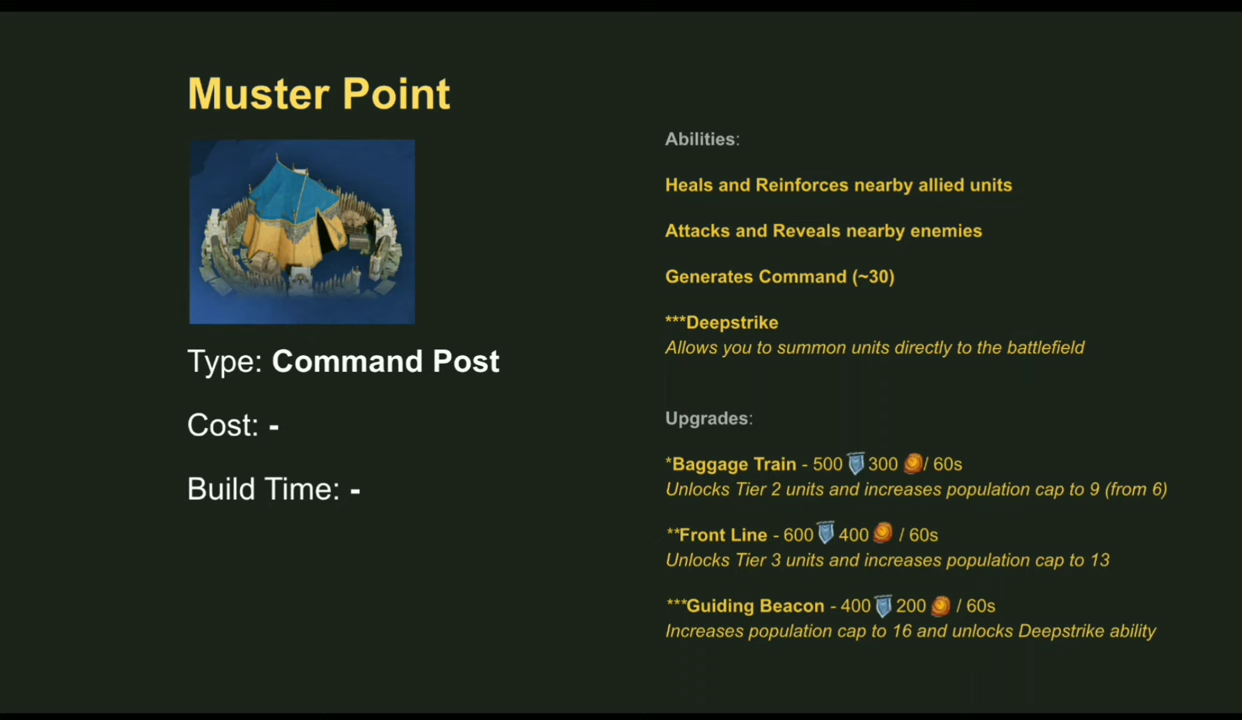 Muster Point
Type: Command Post
Cost: -
Build Time: -
Abilities:
Heals and Reinforces nearby allied units
Attacks and Reveals nearby enemies
Generates Command (~30)
***Deepstrike
Allows you to summon units directly to the battlefield
Upgrades:
*Baggage Train - 500 300 / 60s
Unlocks Tier 2 units and increases population cap to 9 (from 6)
**Front Line - 600 400 / 60s
Unlocks Tier 3 units and increases population cap to 13
***Guiding Beacon - 400 200 / 60s
Increases population cap to 16 and unlocks Deepstrike ability